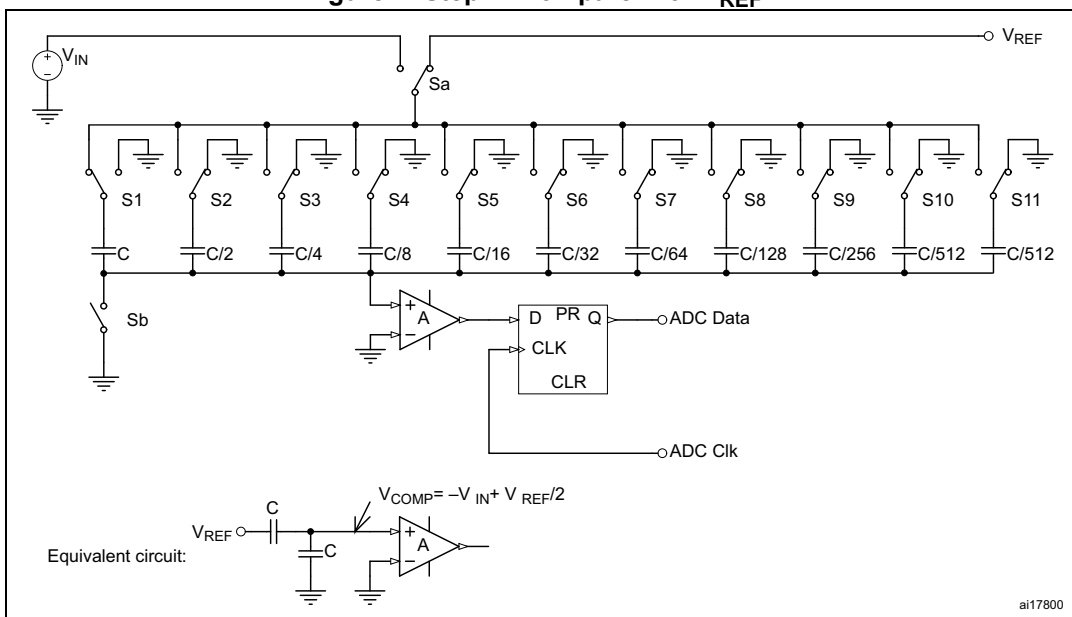 V REF
V IN
Sa
S1 S2 S3 S4 S5 S6 S7 S8 S9 S10 S11
C C/2 C/4 C/8 C/16 C/32 C/64 C/128 C/256 C/512 C/512
Sb
+ A −
D PR Q
ADC Data
CLK
CLR
ADC Clk
VCOMP= –V IN+ V REF/2
C
VREF
C
+ A −
Equivalent circuit:
ai17800